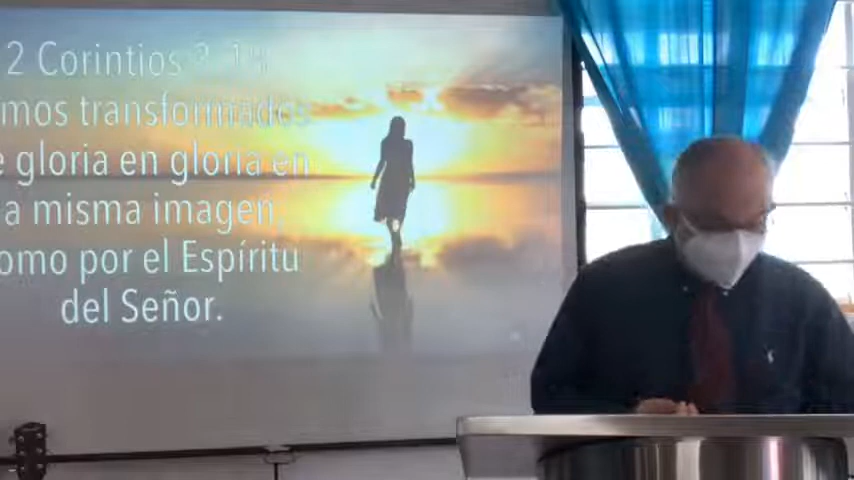 2 Corintios
mos transformados
e gloria en gloria en
a misma imagen,
omo por el Espíritu
del Señor.